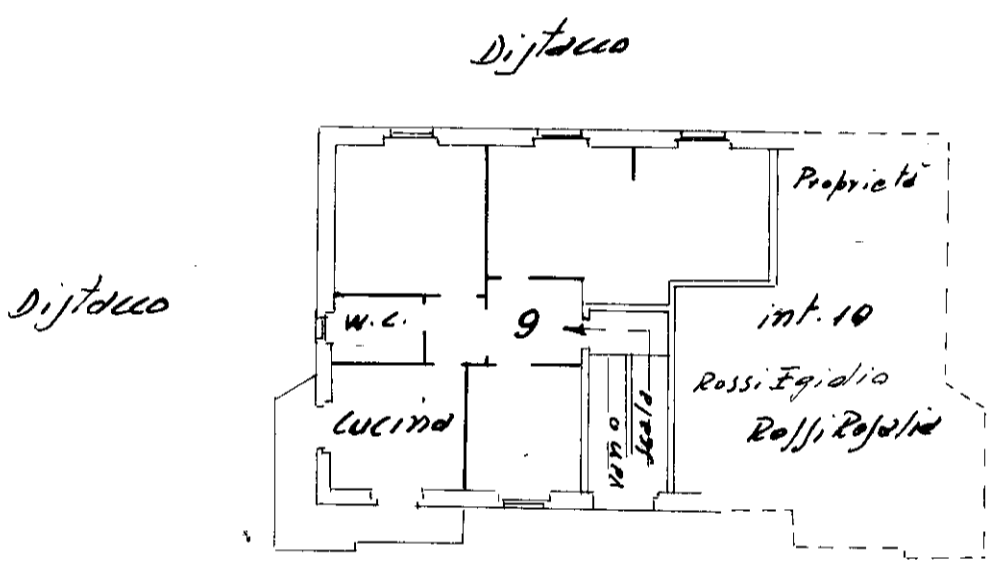 Distacco
Proprietà
Distacco
W.C.
9
int. 10
Rossi Egidio
Rossi Rosalia
Cucina
vano
scala